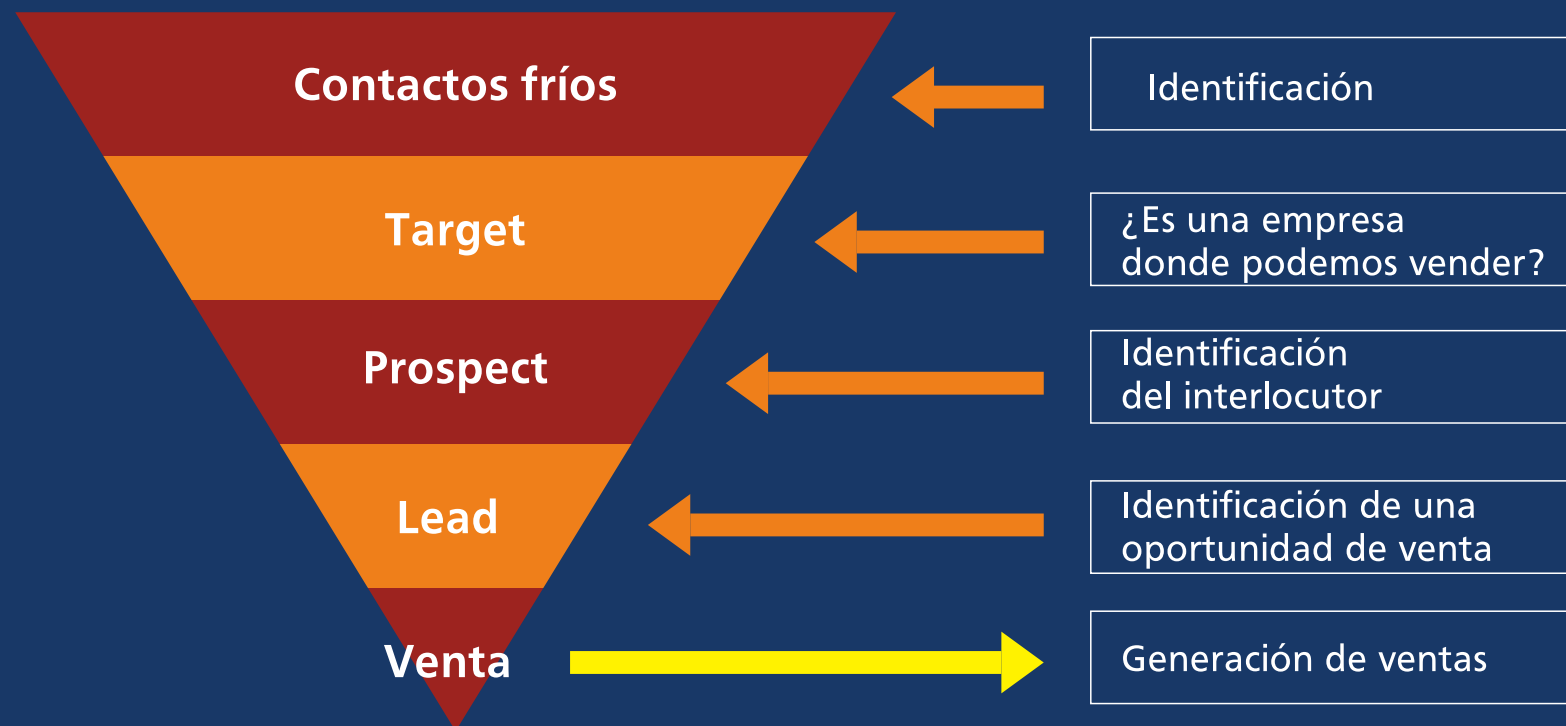 Contactos fríos
Identificación
Target
¿Es una empresa
donde podemos vender?
Prospect
Identificación
del interlocutor
Lead
Identificación de una
oportunidad de venta
Venta
Generación de ventas